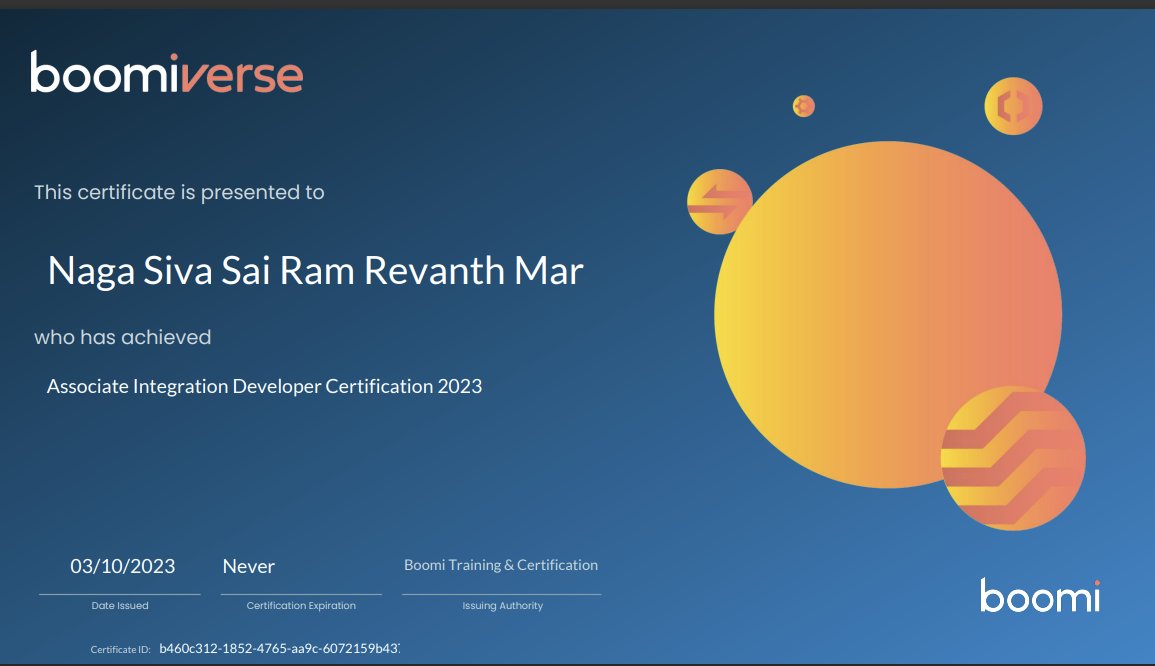 boomiverse
This certificate is presented to
Naga Siva Sai Ram Revanth Mar
who has achieved
Associate Integration Developer Certification 2023
03/10/2023 Never Boomi Training & Certification
Date Issued Certification Expiration Issuing Authority
boomi
Certificate ID: b460c312-1852-4765-aa9c-6072159b43